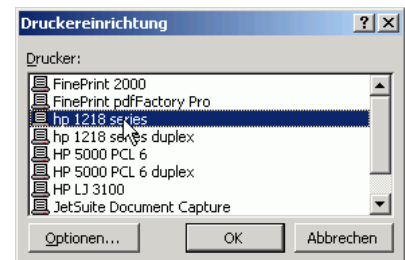 Druckereinrichtung
Drucker:
FinePrint 2000
FinePrint pdfFactory Pro
hp 1218 series
hp 1218 series duplex
HP 5000 PCL 6
HP 5000 PCL 6 duplex
HP LJ 3100
JetSuite Document Capture
Optionen... OK Abbrechen